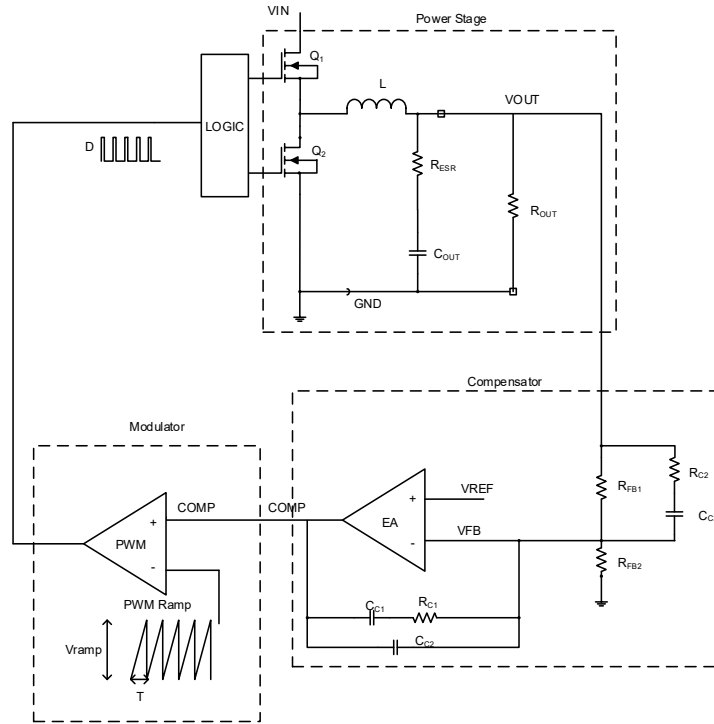 VIN
Power Stage
Q1
L
VOUT
LOGIC
D
Q2
RESR
ROUT
COUT
GND
Compensator
Modulator
RC2
RFB1
VREF
+
COMP
COMP
+
EA
PWM
VFB
-
-
RFB2
PWM Ramp
CC1
RC1
Vramp
CC2
T